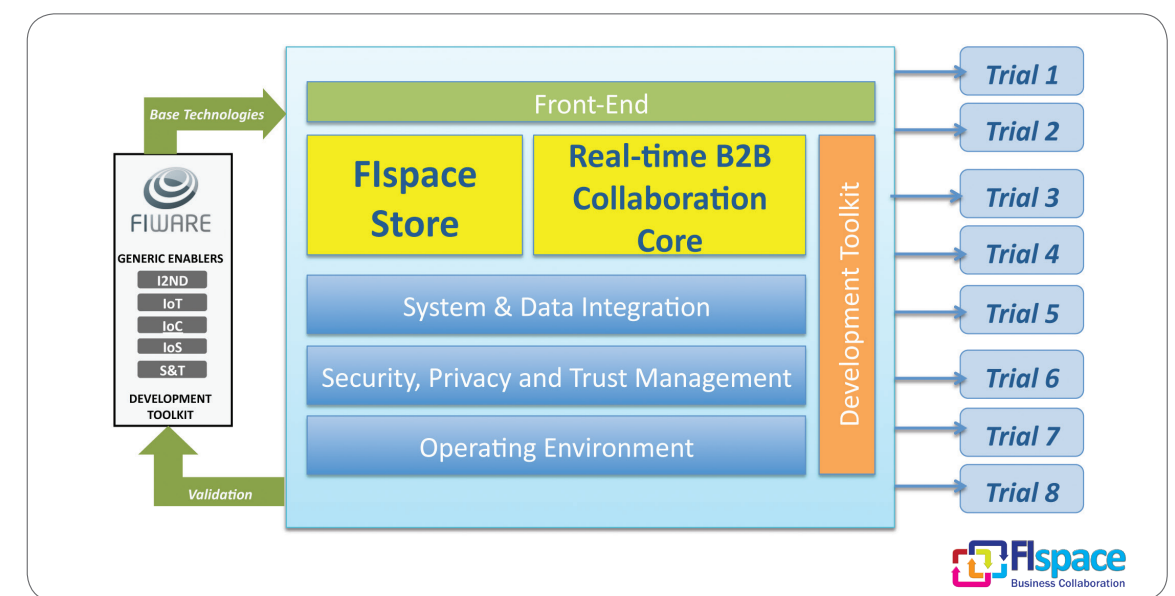 Base Technologies
FIWARE
GENERIC ENABLERS
I2ND
IoT
IoC
IoS
S&T
DEVELOPMENT
TOOLKIT
Validation
Front-End
FIspace
Store
Real-time B2B
Collaboration
Core
System & Data Integration
Security, Privacy and Trust Management
Operating Environment
Development Toolkit
Trial 1
Trial 2
Trial 3
Trial 4
Trial 5
Trial 6
Trial 7
Trial 8
FIspace
Business Collaboration